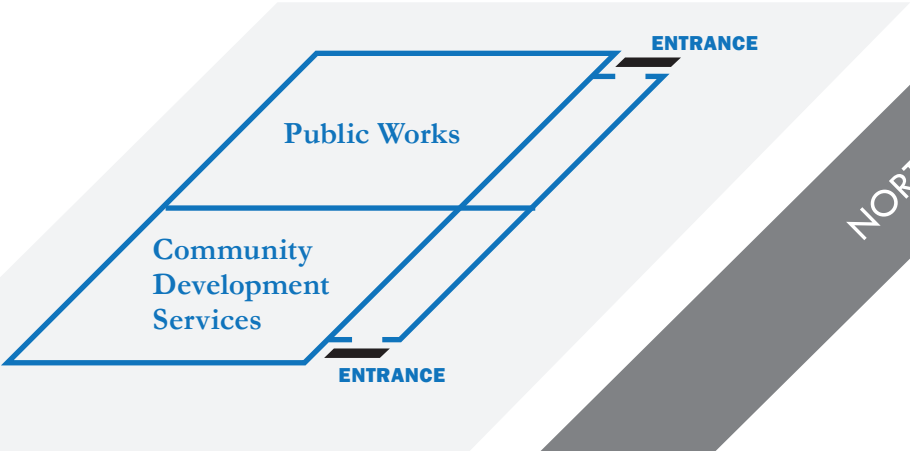 ENTRANCE
Public Works
Community
Development
Services
ENTRANCE